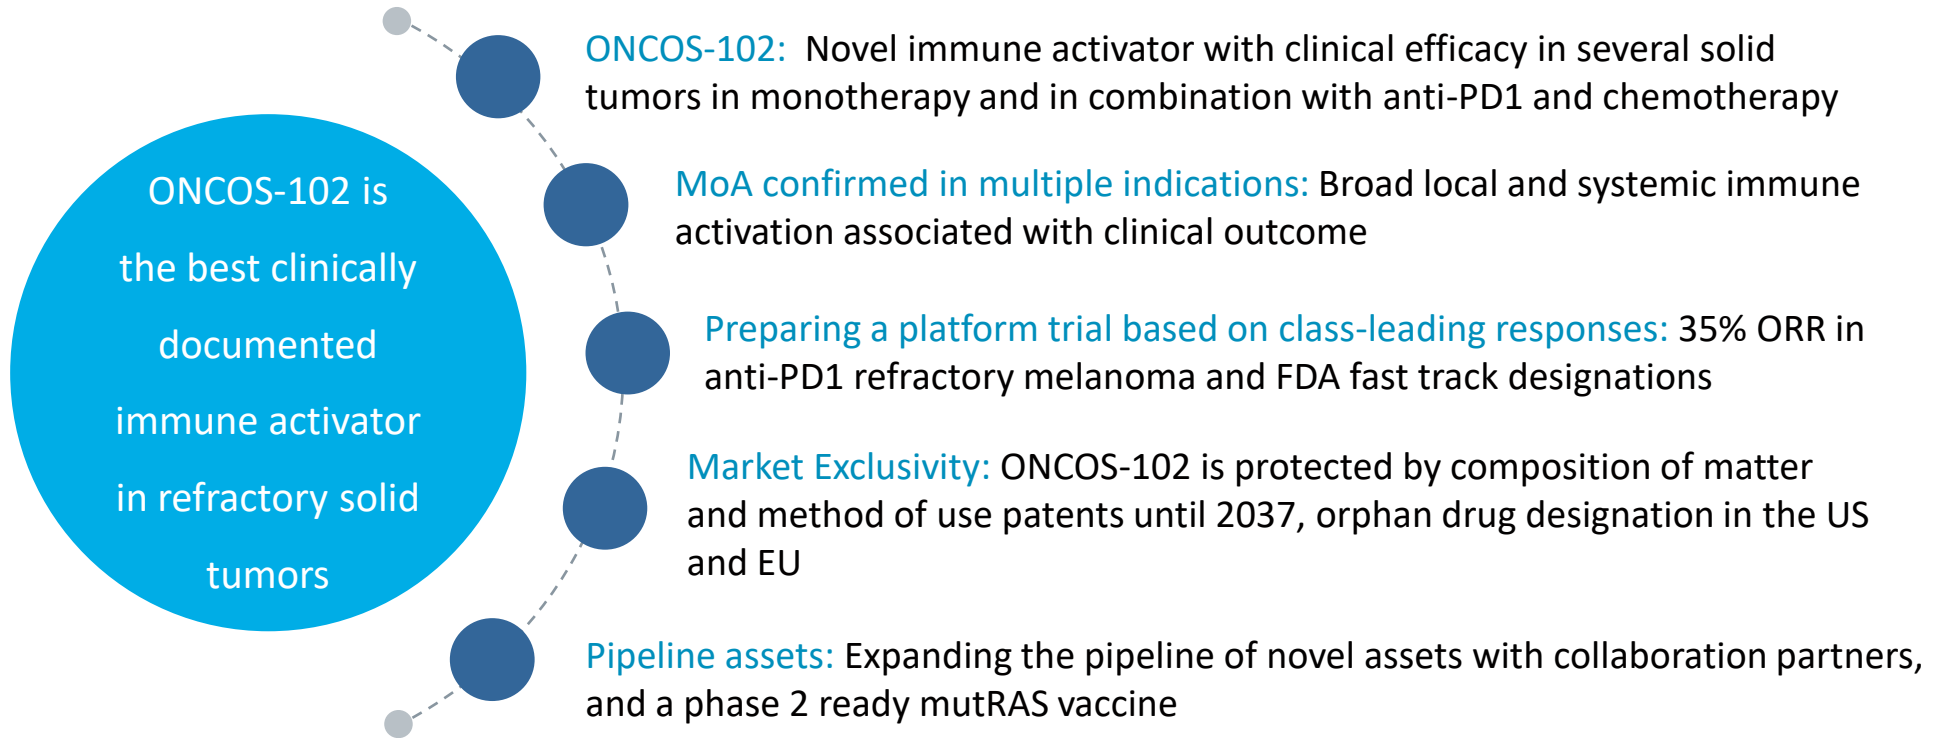 ONCOS-102 is
the best clinically
documented
immune activator
in refractory solid
tumors
ONCOS-102: Novel immune activator with clinical efficacy in several solid
tumors in monotherapy and in combination with anti-PD1 and chemotherapy
MoA confirmed in multiple indications: Broad local and systemic immune
activation associated with clinical outcome
Preparing a platform trial based on class-leading responses: 35% ORR in
anti-PD1 refractory melanoma and FDA fast track designations
Market Exclusivity: ONCOS-102 is protected by composition of matter
and method of use patents until 2037, orphan drug designation in the US
and EU
Pipeline assets: Expanding the pipeline of novel assets with collaboration partners,
and a phase 2 ready mutRAS vaccine